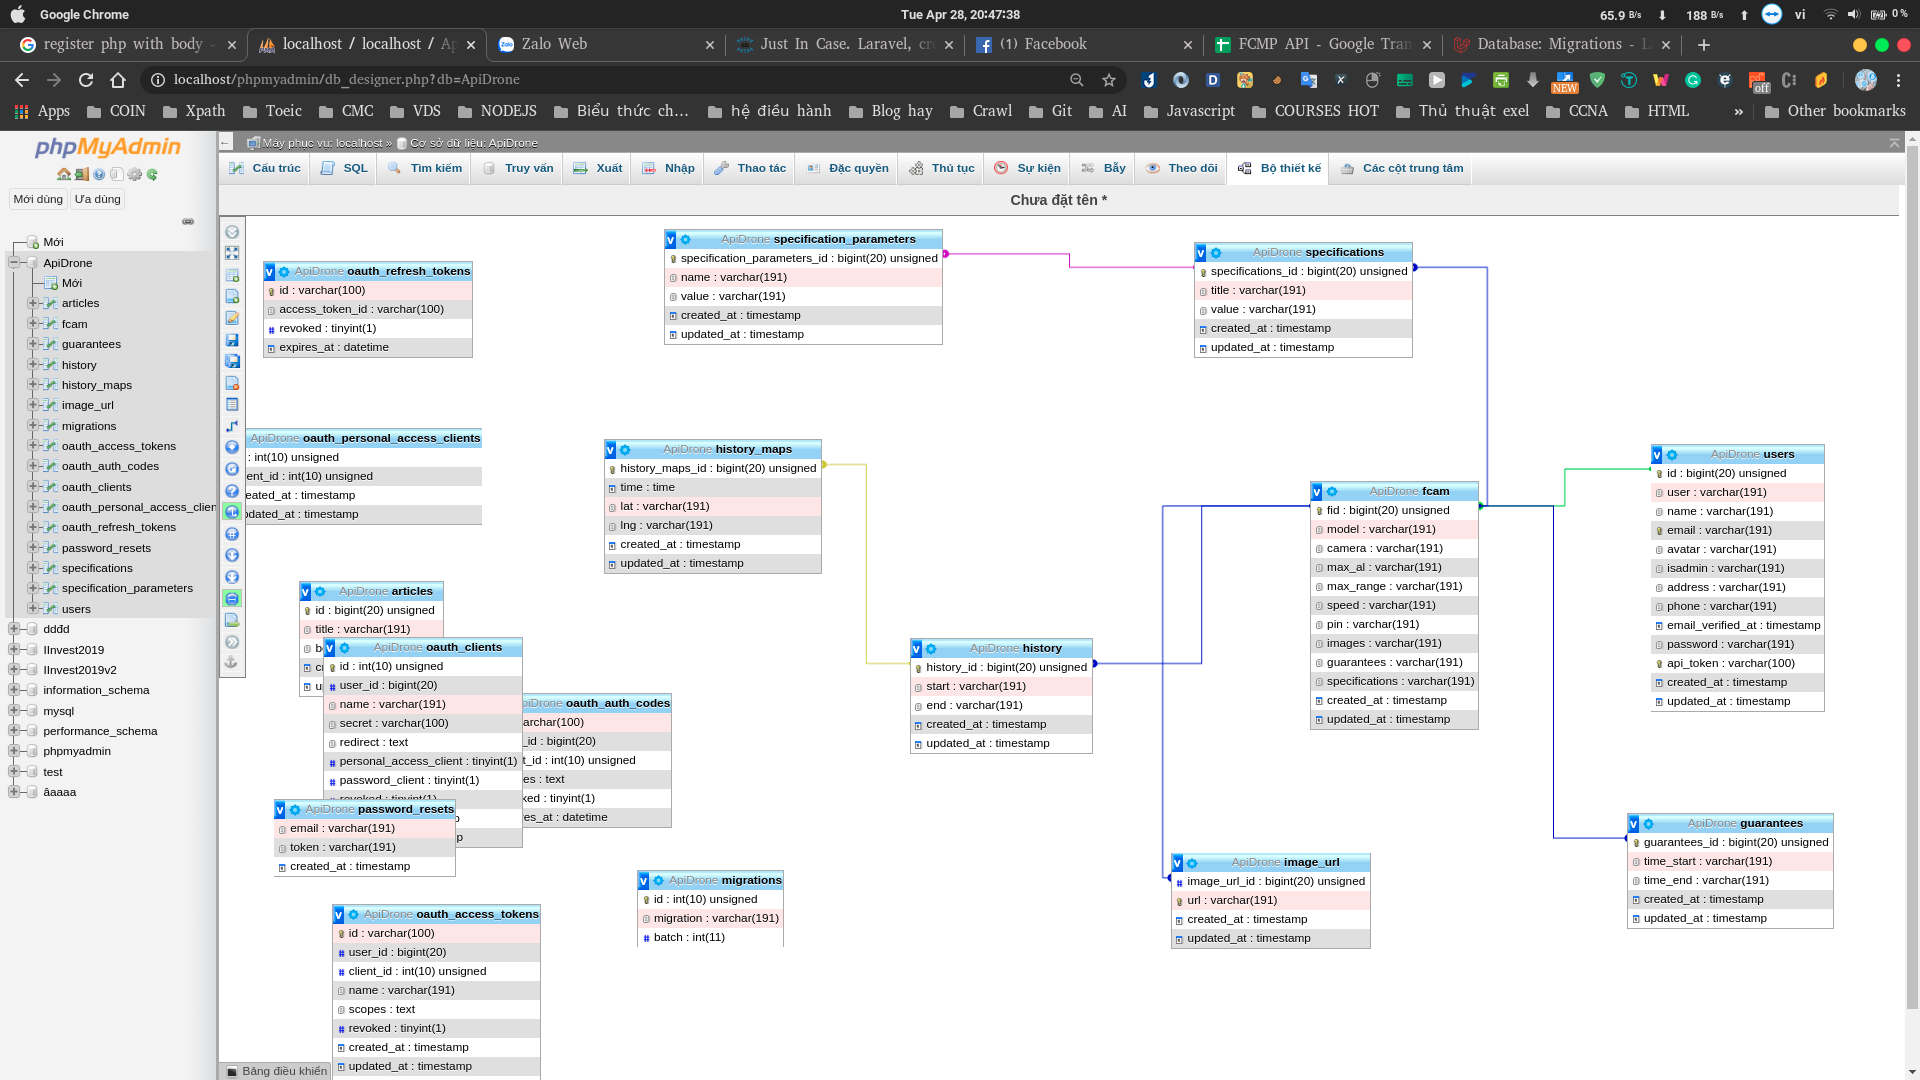 Google Chrome
Tue Apr 28, 20:47:38
65.9 B/s 188 B/s vi 0 %
register php with body -
localhost / localhost / Ap
Zalo Web
Just In Case. Laravel, cr
(1) Facebook
FCMP API - Google Tran
Database: Migrations - L
localhost/phpmyadmin/db_designer.php?db=ApiDrone
NEW
off
Apps
COIN
Xpath
Toeic
CMC
VDS
NODEJS
Biểu thức ch...
hệ điều hành
Blog hay
Crawl
Git
AI
Javascript
COURSES HOT
Thủ thuật exel
CCNA
HTML
»
Other bookmarks
phpMyAdmin
Mới dùng
Ưa dùng
Mới
ApiDrone
Mới
articles
fcam
guarantees
history
history_maps
image_url
migrations
oauth_access_tokens
oauth_auth_codes
oauth_clients
oauth_personal_access_clien
oauth_refresh_tokens
password_resets
specifications
specification_parameters
users
dddđ
IInvest2019
IInvest2019v2
information_schema
mysql
performance_schema
phpmyadmin
test
âaaaa
Máy phục vụ: localhost » Cơ sở dữ liệu: ApiDrone
Cấu trúc
SQL
Tìm kiếm
Truy vấn
Xuất
Nhập
Thao tác
Đặc quyền
Thủ tục
Sự kiện
Bẫy
Theo dõi
Bộ thiết kế
Các cột trung tâm
Chưa đặt tên *
ApiDrone oauth_refresh_tokens
id : varchar(100)
access_token_id : varchar(100)
revoked : tinyint(1)
expires_at : datetime
ApiDrone specification_parameters
specification_parameters_id : bigint(20) unsigned
name : varchar(191)
value : varchar(191)
created_at : timestamp
updated_at : timestamp
ApiDrone specifications
specifications_id : bigint(20) unsigned
title : varchar(191)
value : varchar(191)
created_at : timestamp
updated_at : timestamp
ApiDrone oauth_personal_access_clients
: int(10) unsigned
ent_id : int(10) unsigned
eated_at : timestamp
pdated_at : timestamp
ApiDrone history_maps
history_maps_id : bigint(20) unsigned
time : time
lat : varchar(191)
lng : varchar(191)
created_at : timestamp
updated_at : timestamp
ApiDrone fcam
fid : bigint(20) unsigned
model : varchar(191)
camera : varchar(191)
max_al : varchar(191)
max_range : varchar(191)
speed : varchar(191)
pin : varchar(191)
images : varchar(191)
guarantees : varchar(191)
specifications : varchar(191)
created_at : timestamp
updated_at : timestamp
ApiDrone users
id : bigint(20) unsigned
user : varchar(191)
name : varchar(191)
email : varchar(191)
avatar : varchar(191)
isadmin : varchar(191)
address : varchar(191)
phone : varchar(191)
email_verified_at : timestamp
password : varchar(191)
api_token : varchar(100)
created_at : timestamp
updated_at : timestamp
ApiDrone articles
id : bigint(20) unsigned
title : varchar(191)
b
c
u
ApiDrone oauth_clients
id : int(10) unsigned
user_id : bigint(20)
name : varchar(191)
secret : varchar(100)
redirect : text
personal_access_client : tinyint(1)
password_client : tinyint(1)
revoked : tinyint(1)
p
p
piDrone oauth_auth_codes
archar(100)
_id : bigint(20)
t_id : int(10) unsigned
es : text
ked : tinyint(1)
es_at : datetime
ApiDrone history
history_id : bigint(20) unsigned
start : varchar(191)
end : varchar(191)
created_at : timestamp
updated_at : timestamp
ApiDrone password_resets
email : varchar(191)
token : varchar(191)
created_at : timestamp
ApiDrone guarantees
guarantees_id : bigint(20) unsigned
time_start : varchar(191)
time_end : varchar(191)
created_at : timestamp
updated_at : timestamp
ApiDrone image_url
image_url_id : bigint(20) unsigned
url : varchar(191)
created_at : timestamp
updated_at : timestamp
ApiDrone migrations
id : int(10) unsigned
migration : varchar(191)
batch : int(11)
ApiDrone oauth_access_tokens
id : varchar(100)
user_id : bigint(20)
client_id : int(10) unsigned
name : varchar(191)
scopes : text
revoked : tinyint(1)
created_at : timestamp
updated_at : timestamp
Bảng điều khiển